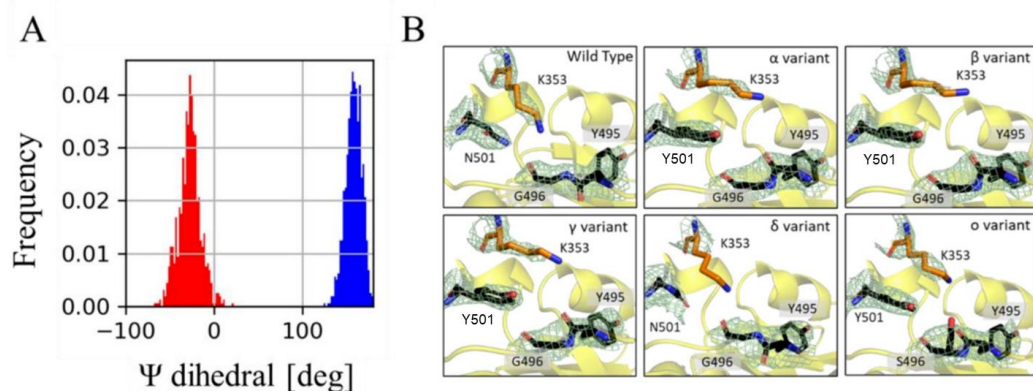 A
Frequency
0.04
0.03
0.02
0.01
0.00
−100
0
100
Ψ dihedral [deg]
B
Wild Type
K353
Y495
N501
G496
α variant
K353
Y495
Y501
G496
β variant
K353
Y495
Y501
G496
γ variant
K353
Y495
Y501
G496
δ variant
K353
Y495
N501
G496
o variant
K353
Y495
Y501
S496